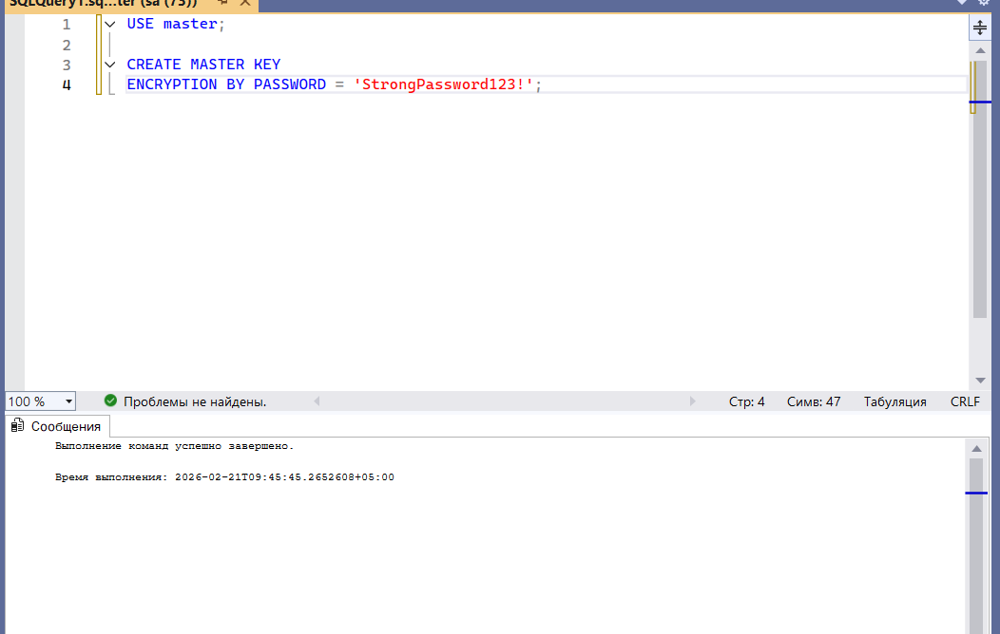 SQLQuery1.sq...ter (sa (73))
1 USE master;
2
3 CREATE MASTER KEY
4 ENCRYPTION BY PASSWORD = 'StrongPassword123!';
100 % Проблемы не найдены. Стр: 4 Симв: 47 Табуляция CRLF
Сообщения
Выполнение команд успешно завершено.
Время выполнения: 2026-02-21T09:45:45.2652608+05:00